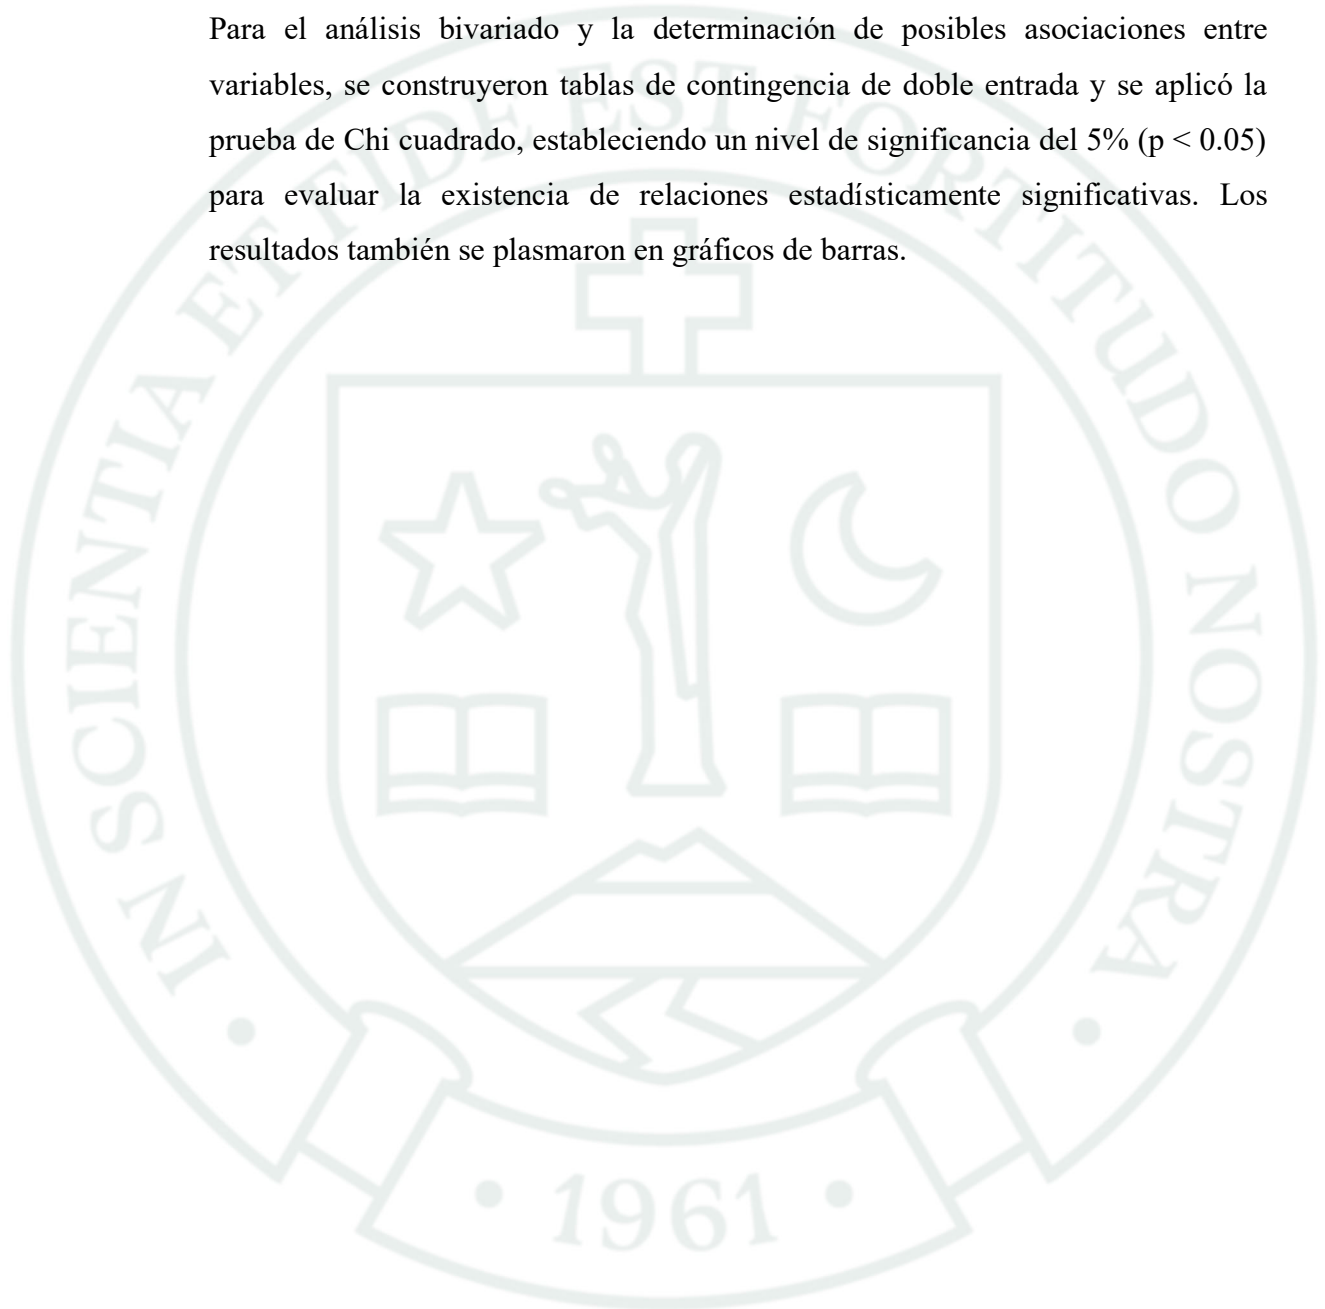 Para el análisis bivariado y la determinación de posibles asociaciones entre
variables, se construyeron tablas de contingencia de doble entrada y se aplicó la
prueba de Chi cuadrado, estableciendo un nivel de significancia del 5% (p < 0.05)
para evaluar la existencia de relaciones estadísticamente significativas. Los
resultados también se plasmaron en gráficos de barras.
IN SCIENTIA ET FIDE EST FORTITUDO NOSTRA
• 1961 •